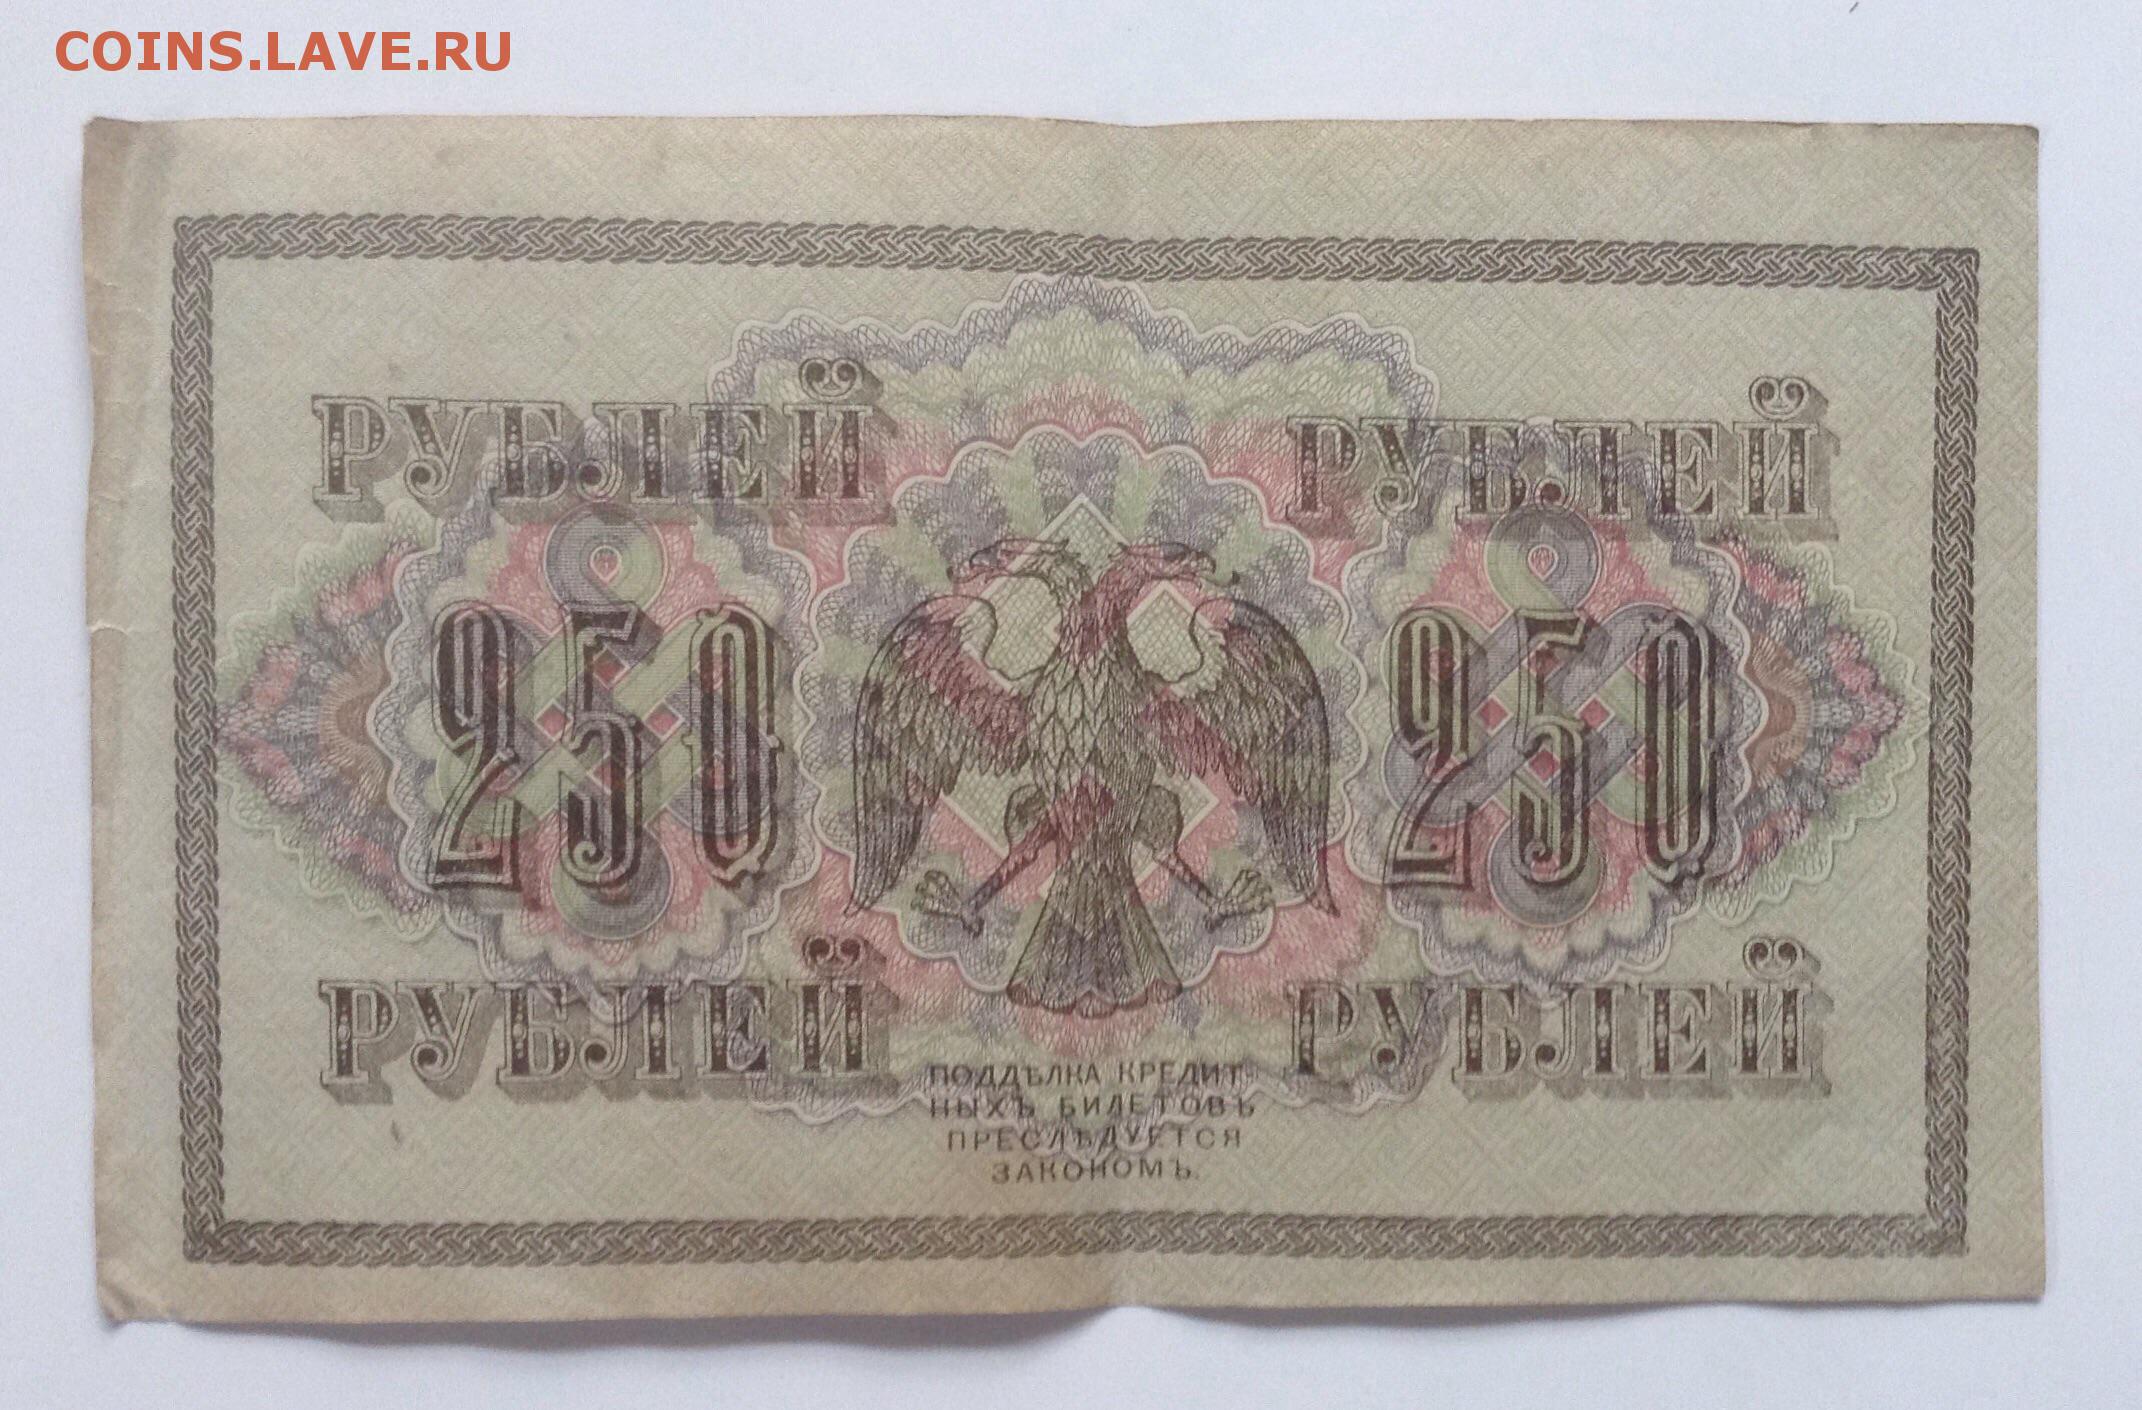 COINS.LAVE.RU
РУБЛЕЙ РУБЛЕЙ
250 250
РУБЛЕЙ РУБЛЕЙ
ПОДДѢЛКА КРЕДИТ-
НЫХЪ БИЛЕТОВЪ
ПРЕСЛѢДУЕТСЯ
ЗАКОНОМЪ.